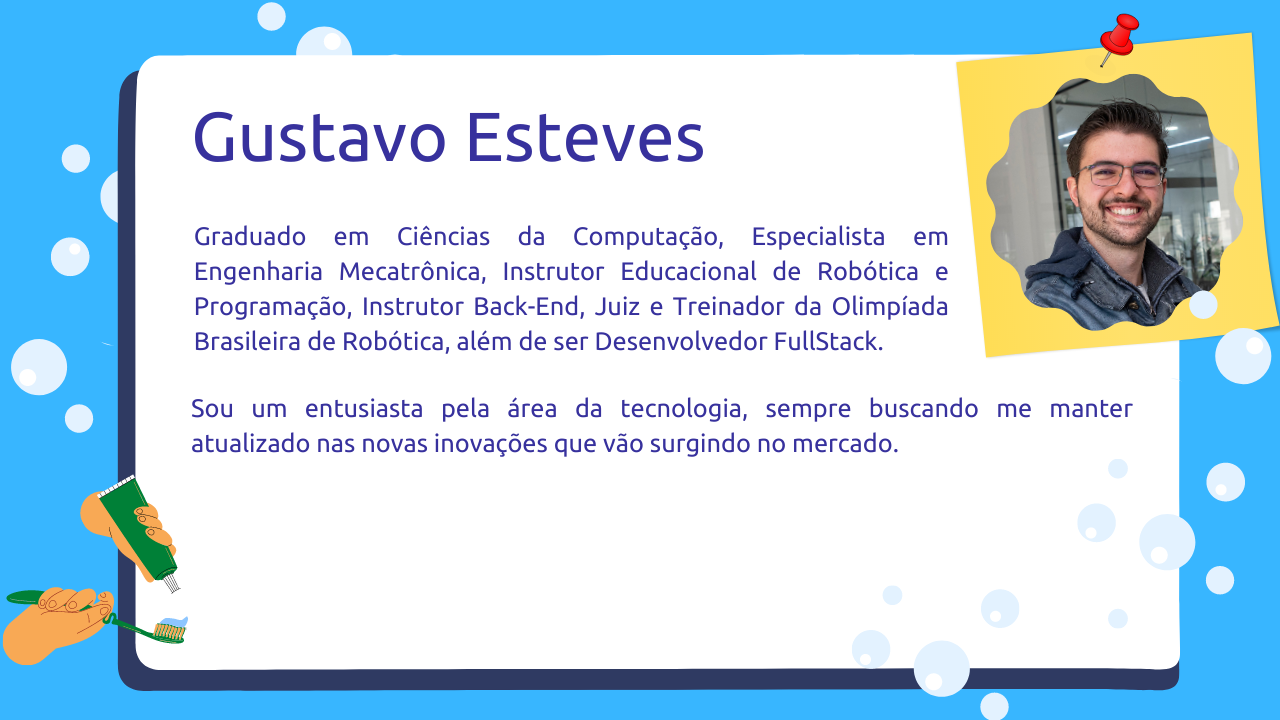 Gustavo Esteves
Graduado em Ciências da Computação, Especialista em
Engenharia Mecatrônica, Instrutor Educacional de Robótica e
Programação, Instrutor Back-End, Juiz e Treinador da Olimpíada
Brasileira de Robótica, além de ser Desenvolvedor FullStack.
Sou um entusiasta pela área da tecnologia, sempre buscando me manter
atualizado nas novas inovações que vão surgindo no mercado.